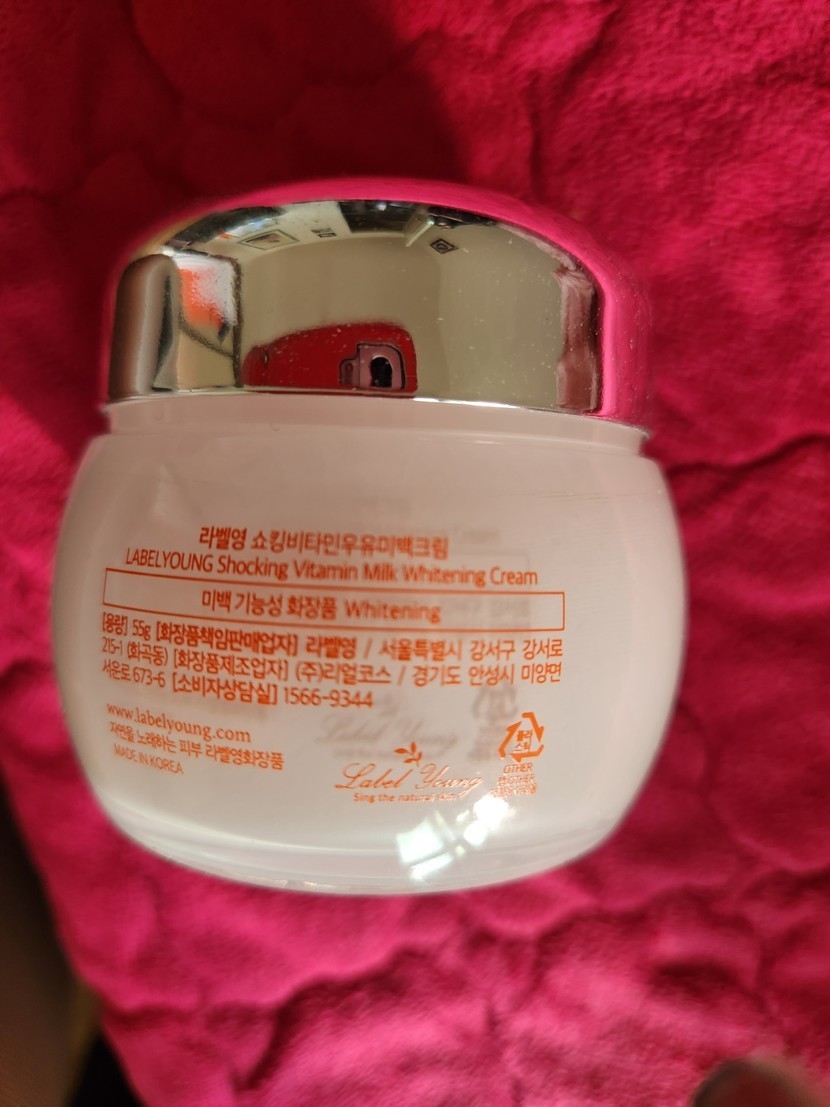 라벨영 쇼킹비타민우유미백크림
LABELYOUNG Shocking Vitamin Milk Whitening Cream
미백 기능성 화장품 Whitening
[용량] 55g [화장품책임판매업자] 라벨영 / 서울특별시 강서구 강서로
215-1 (화곡동) [화장품제조업자] (주)리얼코스 / 경기도 안성시 미양면
서운로 673-6 [소비자상담실] 1566-9344
www.labelyoung.com
자연을 노래하는 피부 라벨영화장품
MADE IN KOREA
Label Young
Sing the natural skin
플라
스틱
OTHER